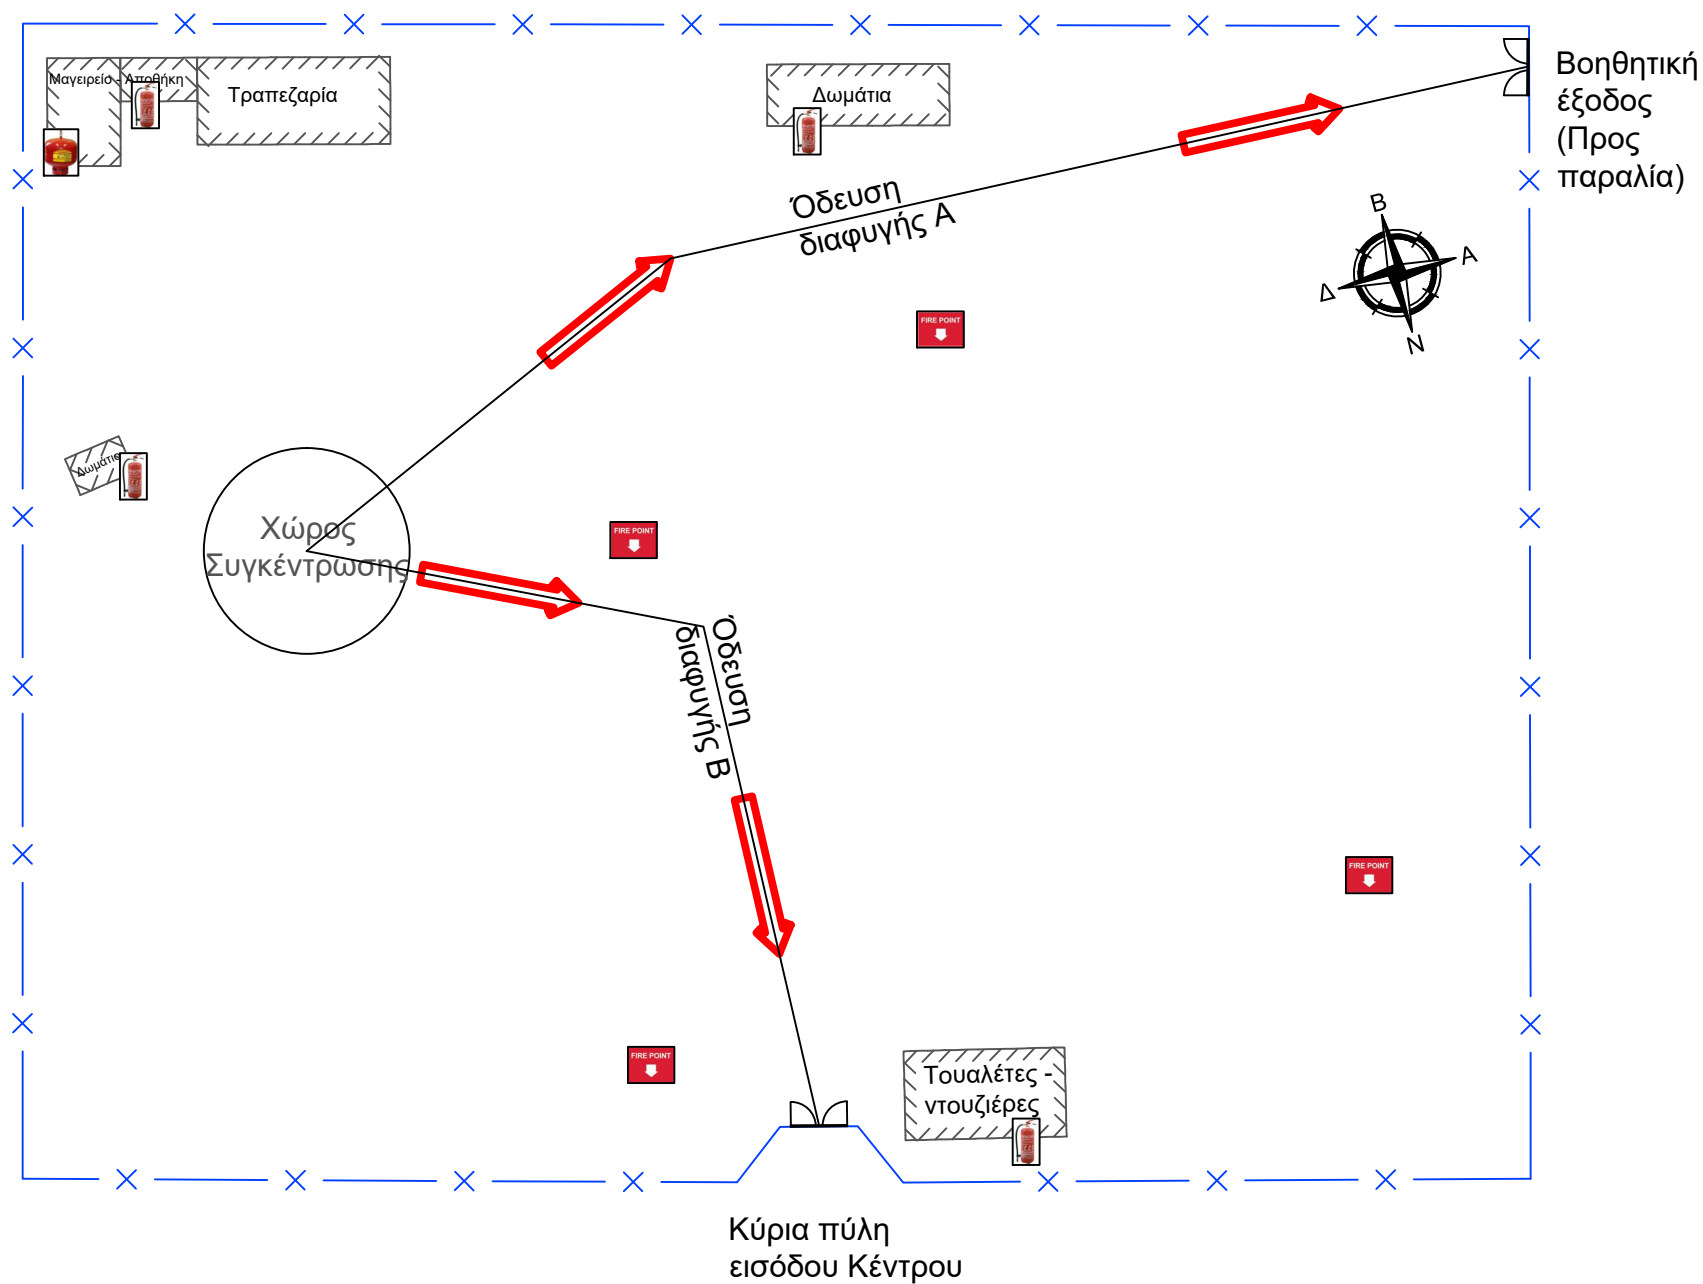 Μαγειρείο - Αποθήκη
Τραπεζαρία
Δωμάτια
Βοηθητική
έξοδος
(Προς
παραλία)
Όδευση
διαφυγής Α
Β
Α
Δ
Ν
FIRE POINT
Δωμάτιο
Χώρος
Συγκέντρωσης
FIRE POINT
Όδευση
διαφυγής Β
FIRE POINT
FIRE POINT
Τουαλέτες -
ντουζιέρες
Κύρια πύλη
εισόδου Κέντρου